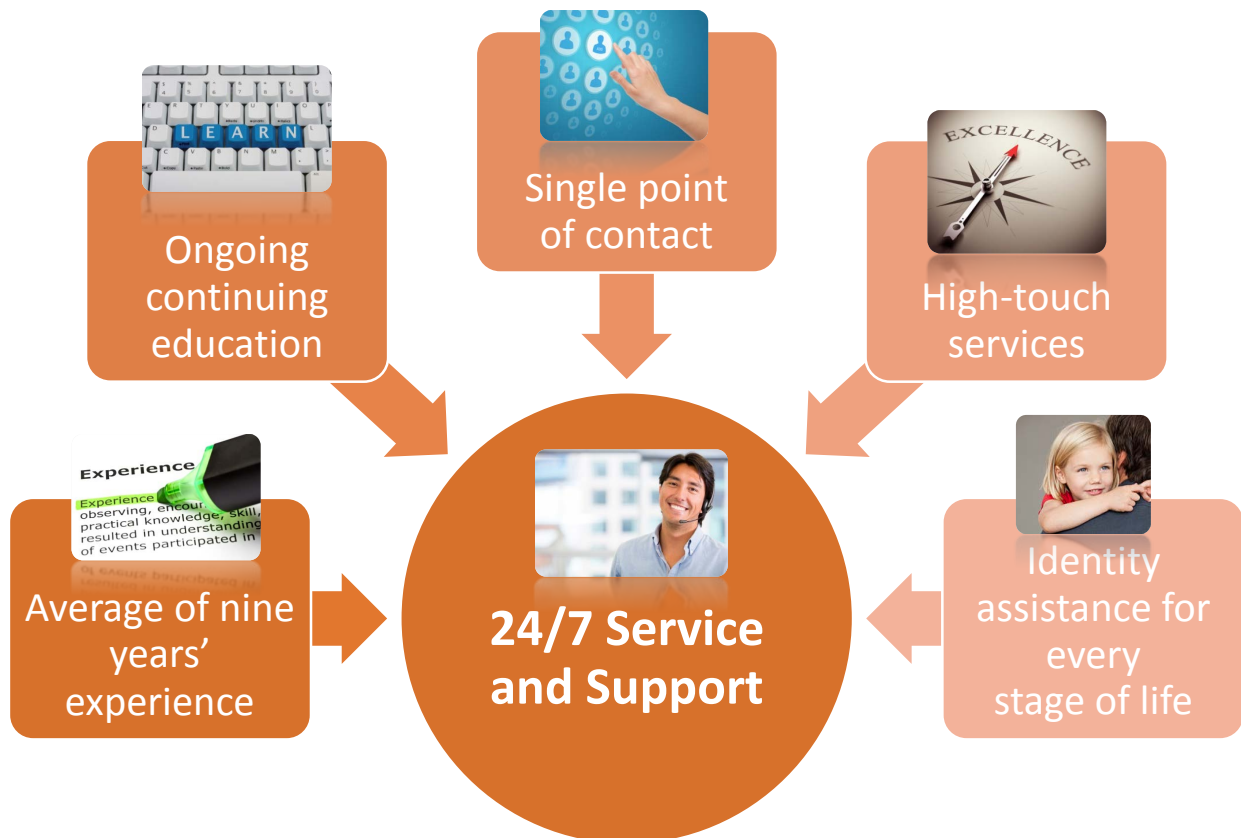 LEARN
Ongoing
continuing
education
Single point
of contact
EXCELLENCE
High-touch
services
Experience
Experience
observing, encour
practical knowledge, skill,
resulted in understanding
of events participated in
Average of nine
years’
experience
24/7 Service
and Support
Identity
assistance for
every
stage of life